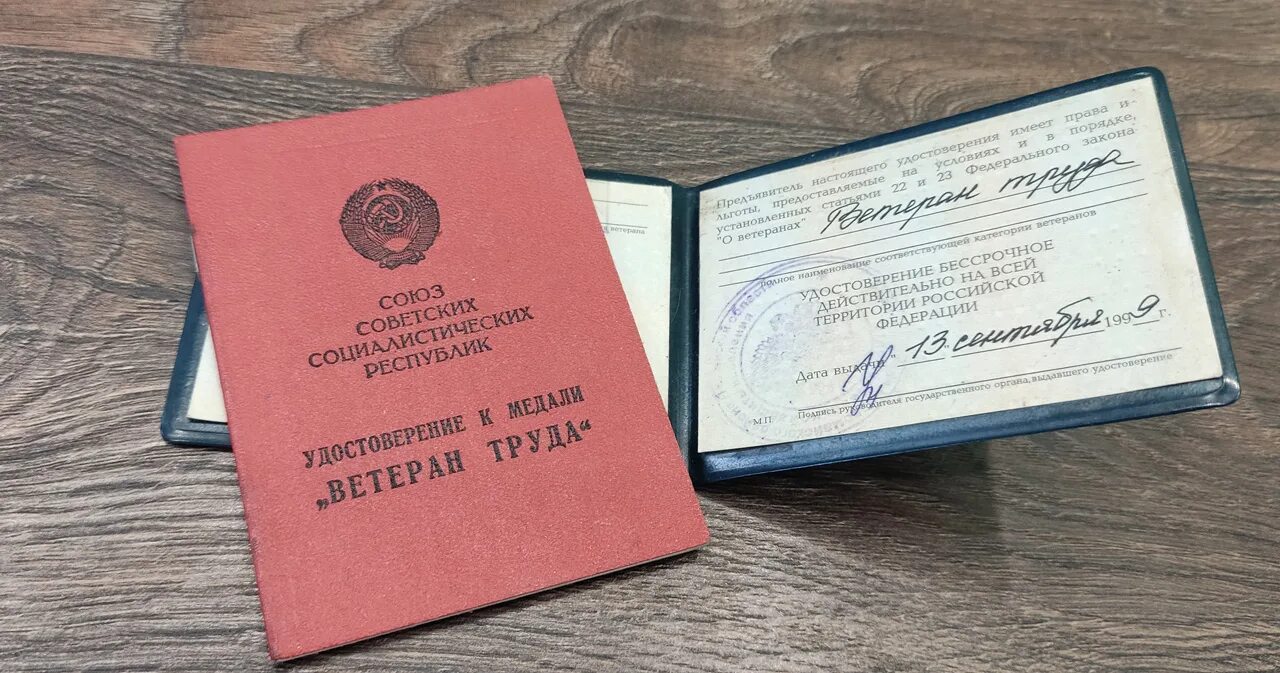 СОЮЗ
СОВЕТСКИХ
СОЦИАЛИСТИЧЕСКИХ
РЕСПУБЛИК
УДОСТОВЕРЕНИЕ К МЕДАЛИ
„ВЕТЕРАН ТРУДА“
ветерана
Предъявитель настоящего удостоверения имеет права и
льготы, предоставляемые на условиях и в порядке,
установленных статьями 22 и 23 Федерального закона
"О ветеранах" Ветеран труда
полное наименование соответствующей категории ветеранов
УДОСТОВЕРЕНИЕ БЕССРОЧНОЕ
ДЕЙСТВИТЕЛЬНО НА ВСЕЙ
ТЕРРИТОРИИ РОССИЙСКОЙ
ФЕДЕРАЦИИ
Дата выдачи "13" сентября 1999 г.
М.П. Подпись руководителя государственного органа, выдавшего удостоверение